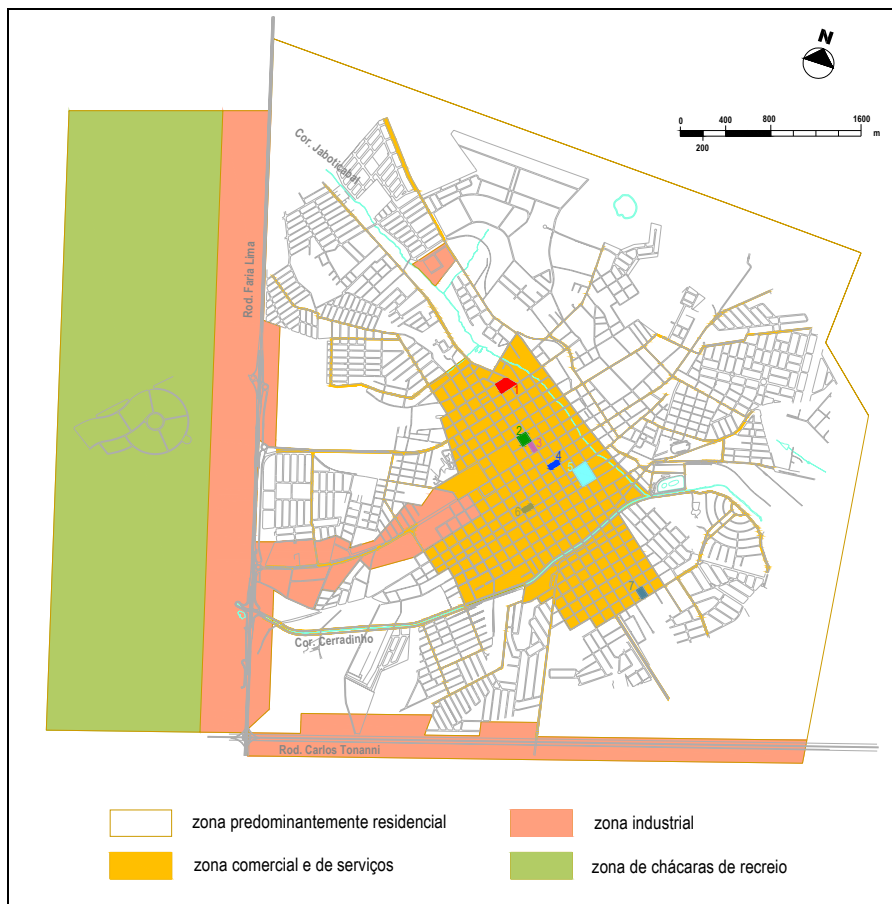 N
0 400 800 1600
m
200
Cor. Jaboticabal
Rod. Faria Lima
1
2
3
4
5
6
7
Cor. Cerradinho
Rod. Carlos Tonanni
zona predominantemente residencial
zona industrial
zona comercial e de serviços
zona de chácaras de recreio